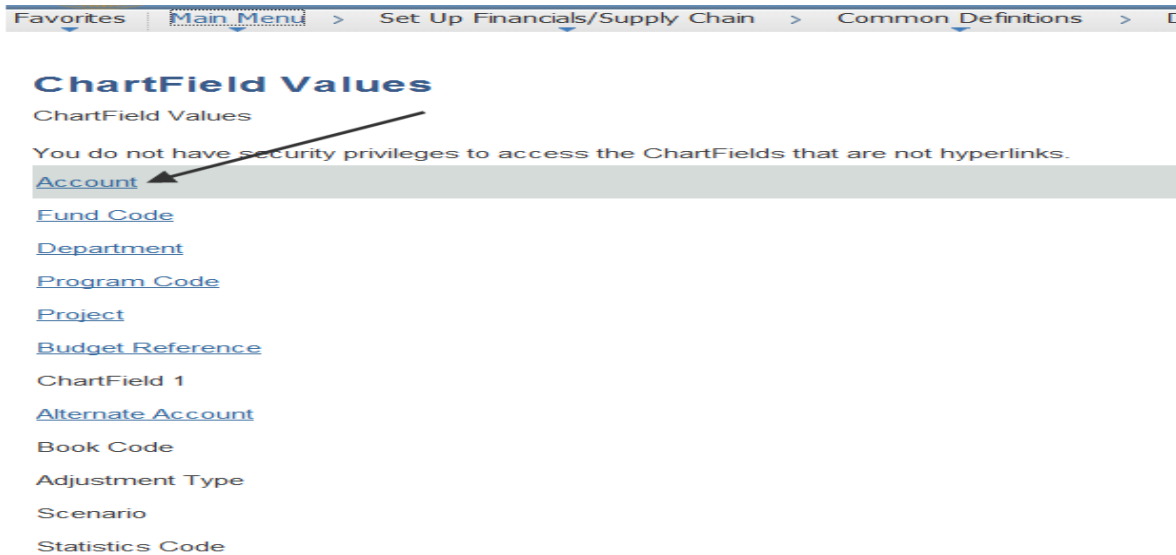 Favorites Main Menu > Set Up Financials/Supply Chain > Common Definitions >
ChartField Values
ChartField Values
You do not have security privileges to access the ChartFields that are not hyperlinks.
Account
Fund Code
Department
Program Code
Project
Budget Reference
ChartField 1
Alternate Account
Book Code
Adjustment Type
Scenario
Statistics Code